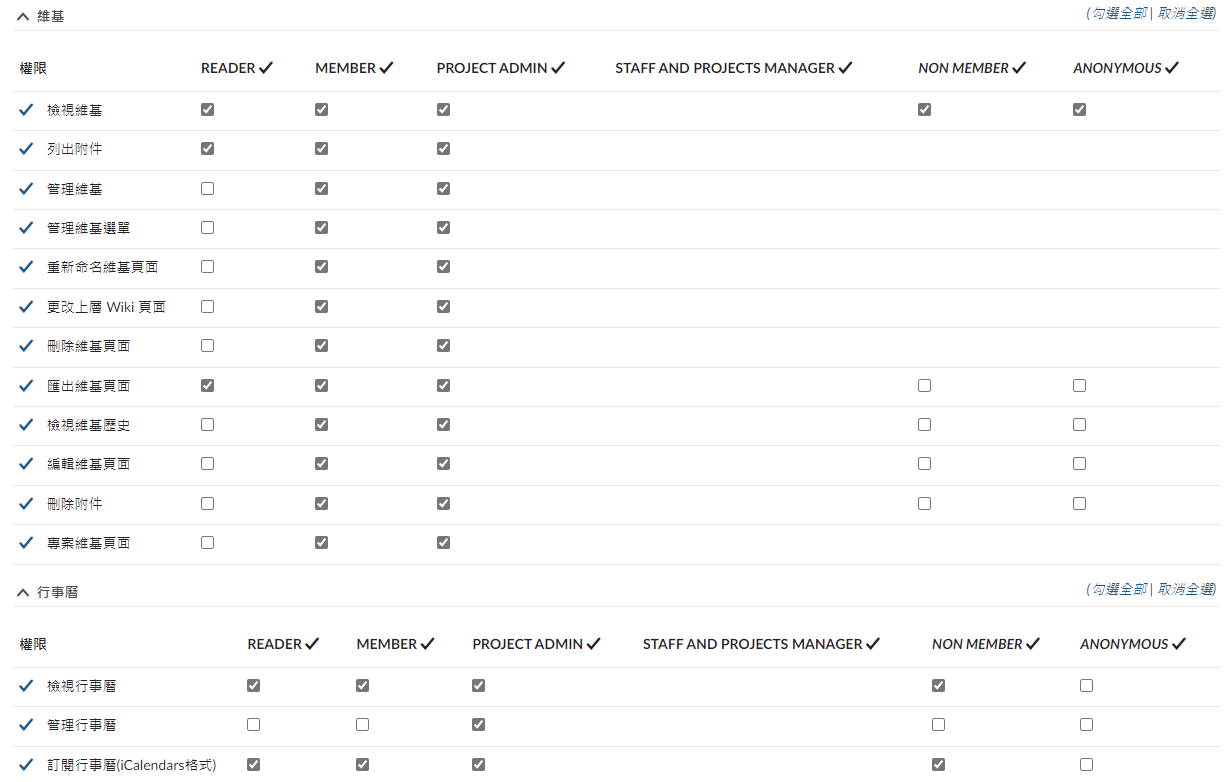 維基 (勾選全部 | 取消全選)
權限 READER MEMBER PROJECT ADMIN STAFF AND PROJECTS MANAGER NON MEMBER ANONYMOUS
檢視維基
列出附件
管理維基
管理維基選單
重新命名維基頁面
更改上層 Wiki 頁面
刪除維基頁面
匯出維基頁面
檢視維基歷史
編輯維基頁面
刪除附件
專案維基頁面
行事曆 (勾選全部 | 取消全選)
權限 READER MEMBER PROJECT ADMIN STAFF AND PROJECTS MANAGER NON MEMBER ANONYMOUS
檢視行事曆
管理行事曆
訂閱行事曆(iCalendars格式)